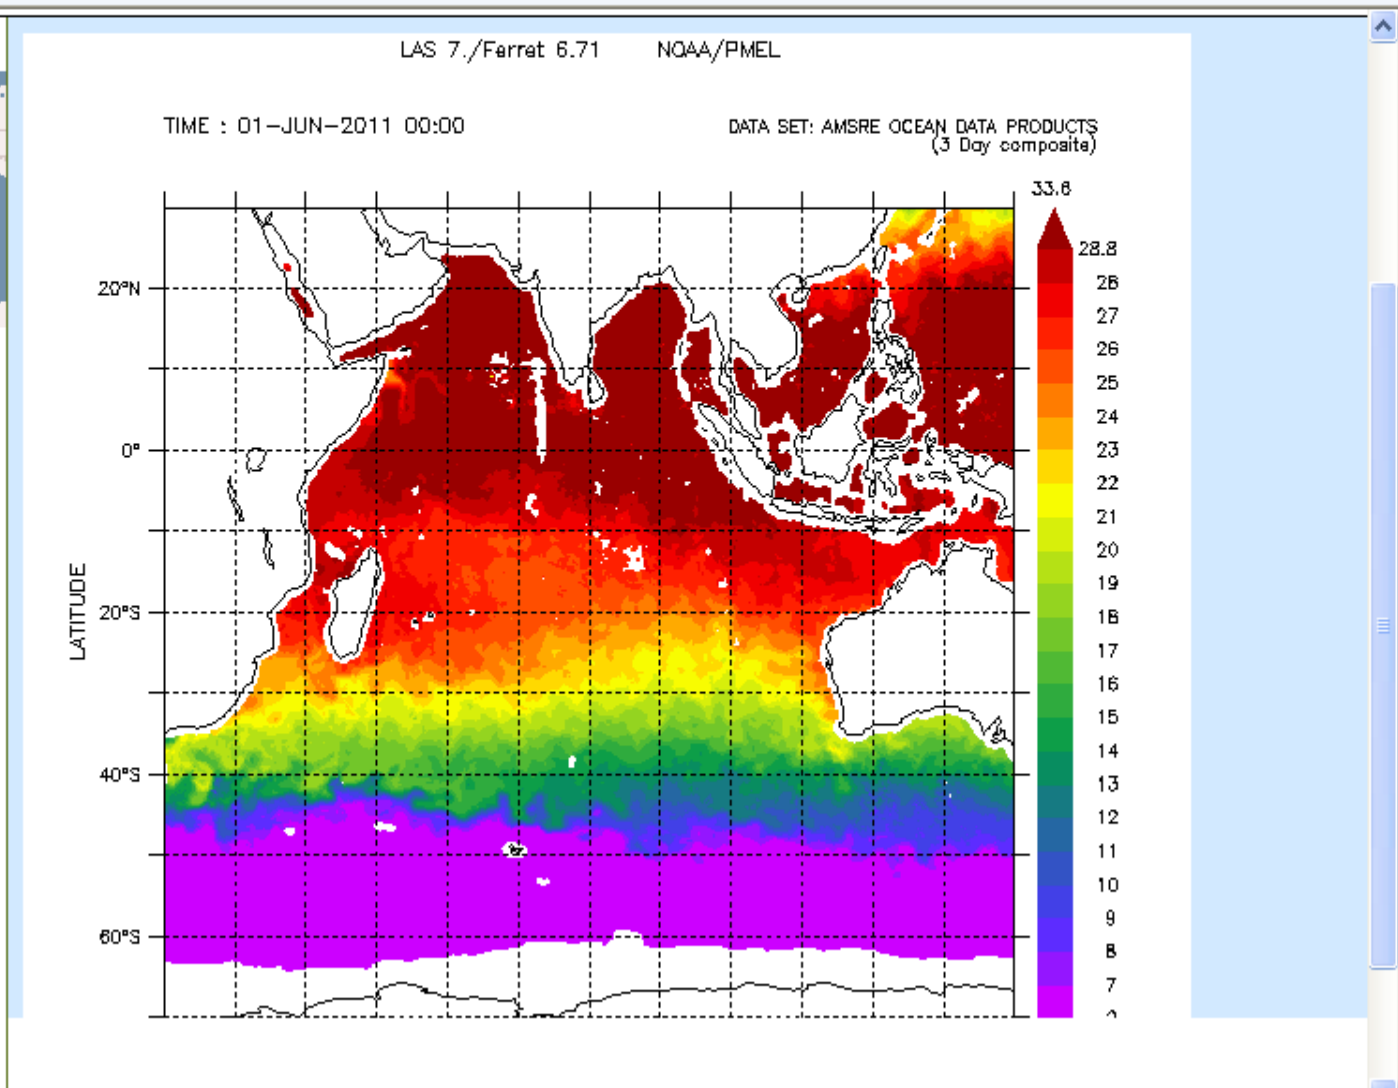 LAS 7./Ferret 6.71 NOAA/PMEL
TIME : 01-JUN-2011 00:00
DATA SET: AMSRE OCEAN DATA PRODUCTS
(3 Day composite)
33.6
28.8
28
27
26
25
24
23
22
21
20
19
18
17
16
15
14
13
12
11
10
9
8
7
20°N
0°
20°S
40°S
60°S
LATITUDE